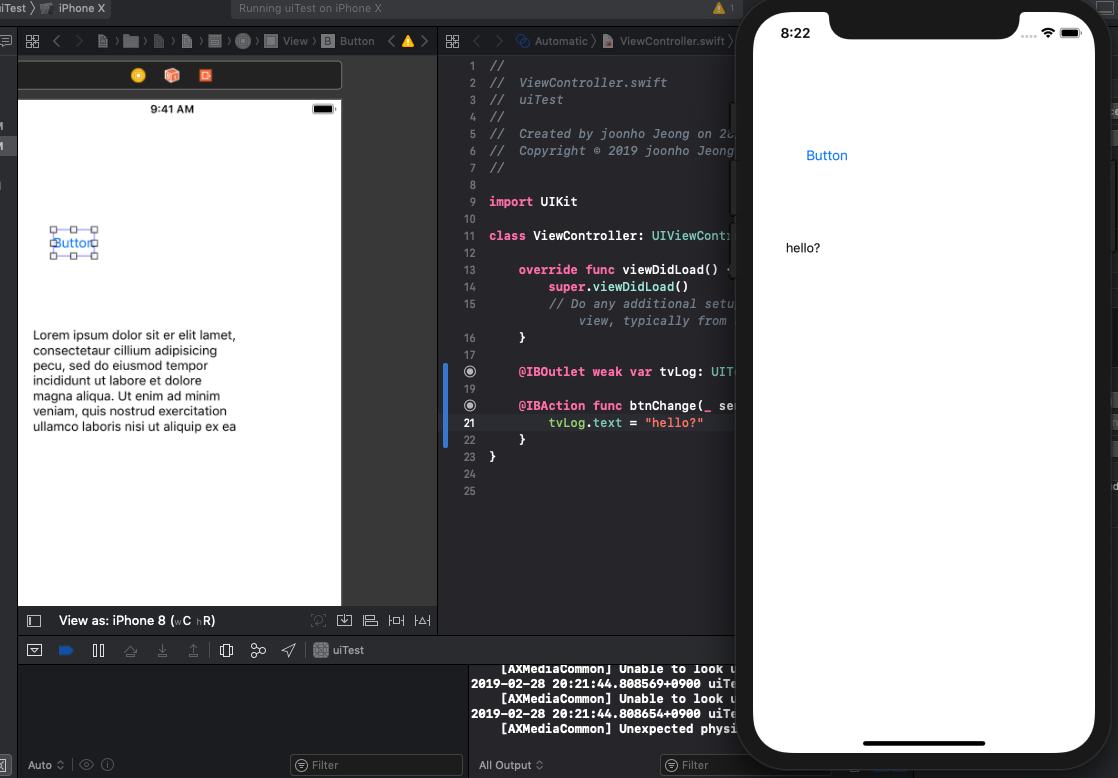 uiTest iPhone X
Running uiTest on iPhone X
1
View
Button
Automatic
ViewController.swift
9:41 AM
Button
Lorem ipsum dolor sit er elit lamet,
consectetaur cillium adipisicing
pecu, sed do eiusmod tempor
incididunt ut labore et dolore
magna aliqua. Ut enim ad minim
veniam, quis nostrud exercitation
ullamco laboris nisi ut aliquip ex ea
View as: iPhone 8 (wC hR)
1 //
2 // ViewController.swift
3 // uiTest
4 //
5 // Created by joonho Jeong on 28
6 // Copyright © 2019 joonho Jeong
7 //
8
9 import UIKit
10
11 class ViewController: UIViewContr
12
13 override func viewDidLoad() {
14 super.viewDidLoad()
15 // Do any additional setup
view, typically from
16 }
17
@IBOutlet weak var tvLog: UITe
19
@IBAction func btnChange(_ sen
21 tvLog.text = "hello?"
22 }
23 }
24
25
8:22
Button
hello?
uiTest
[AXMediaCommon] Unable to look u
2019-02-28 20:21:44.808569+0900 uiTe
[AXMediaCommon] Unable to look u
2019-02-28 20:21:44.808654+0900 uiTe
[AXMediaCommon] Unexpected physi
Auto
Filter
All Output
Filter